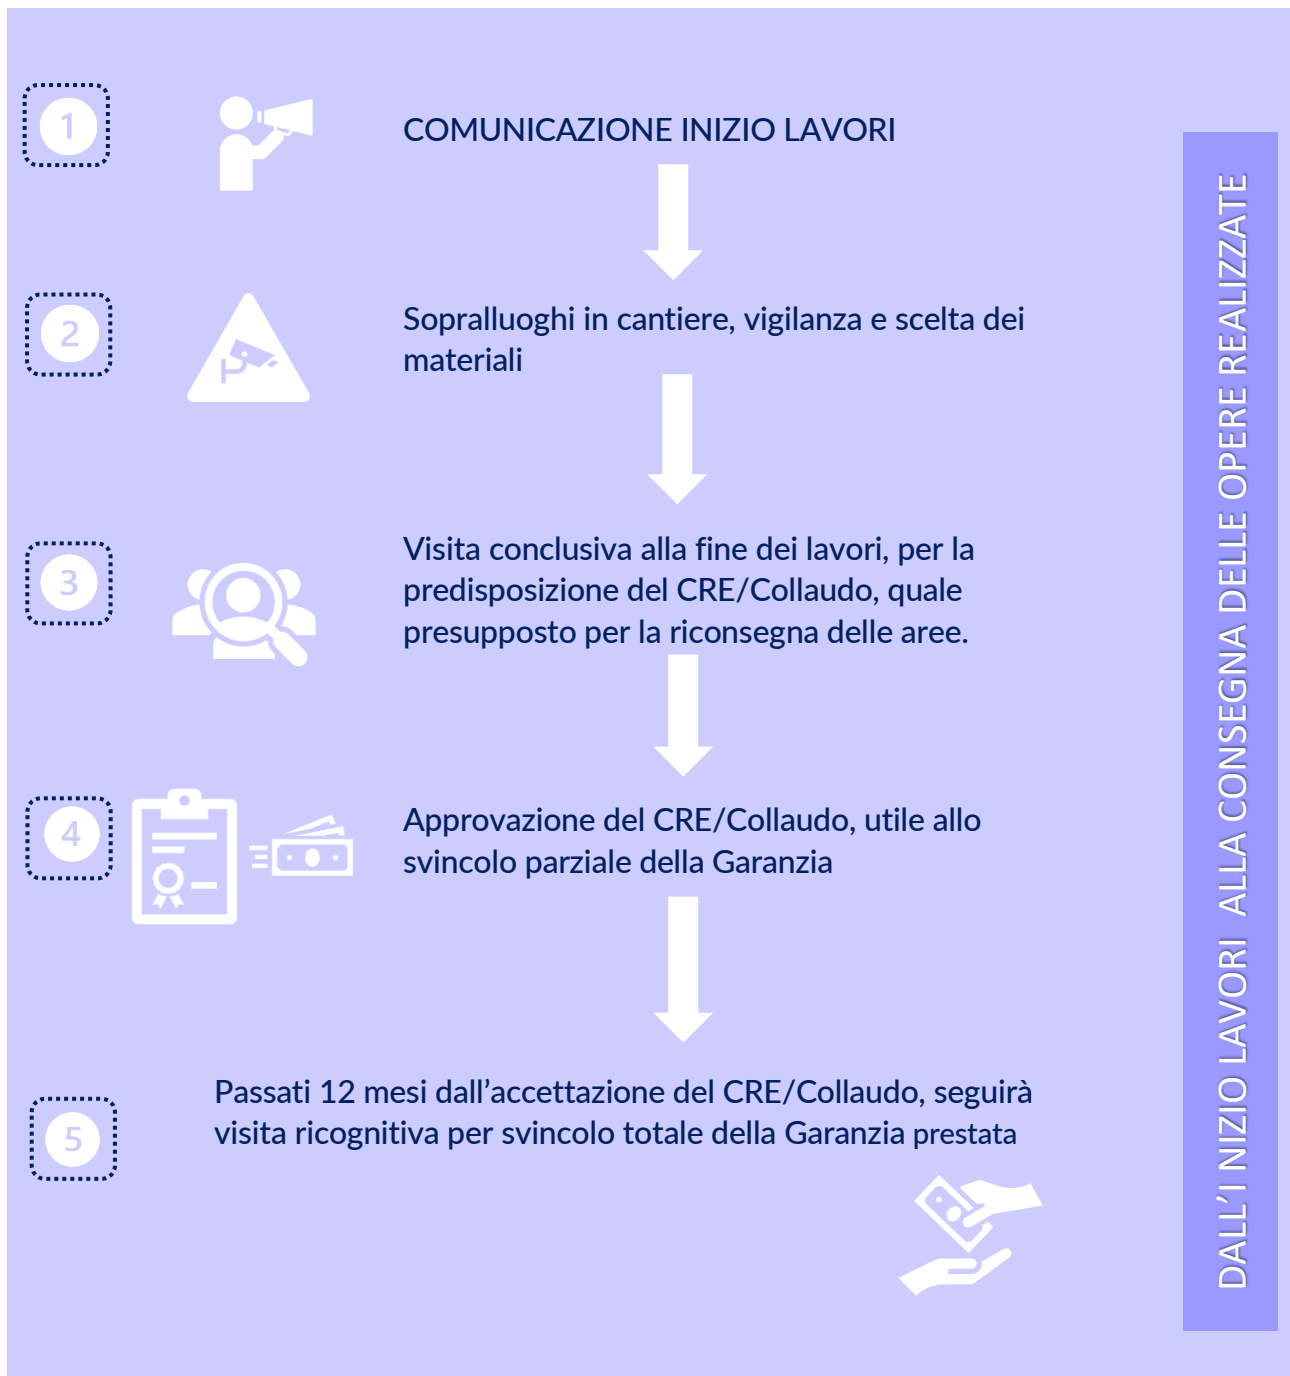 1
COMUNICAZIONE INIZIO LAVORI
2
Sopralluoghi in cantiere, vigilanza e scelta dei
materiali
3
Visita conclusiva alla fine dei lavori, per la
predisposizione del CRE/Collaudo, quale
presupposto per la riconsegna delle aree.
4
Approvazione del CRE/Collaudo, utile allo
svincolo parziale della Garanzia
5
Passati 12 mesi dall’accettazione del CRE/Collaudo, seguirà
visita ricognitiva per svincolo totale della Garanzia prestata
DALL’I NIZIO LAVORI ALLA CONSEGNA DELLE OPERE REALIZZATE